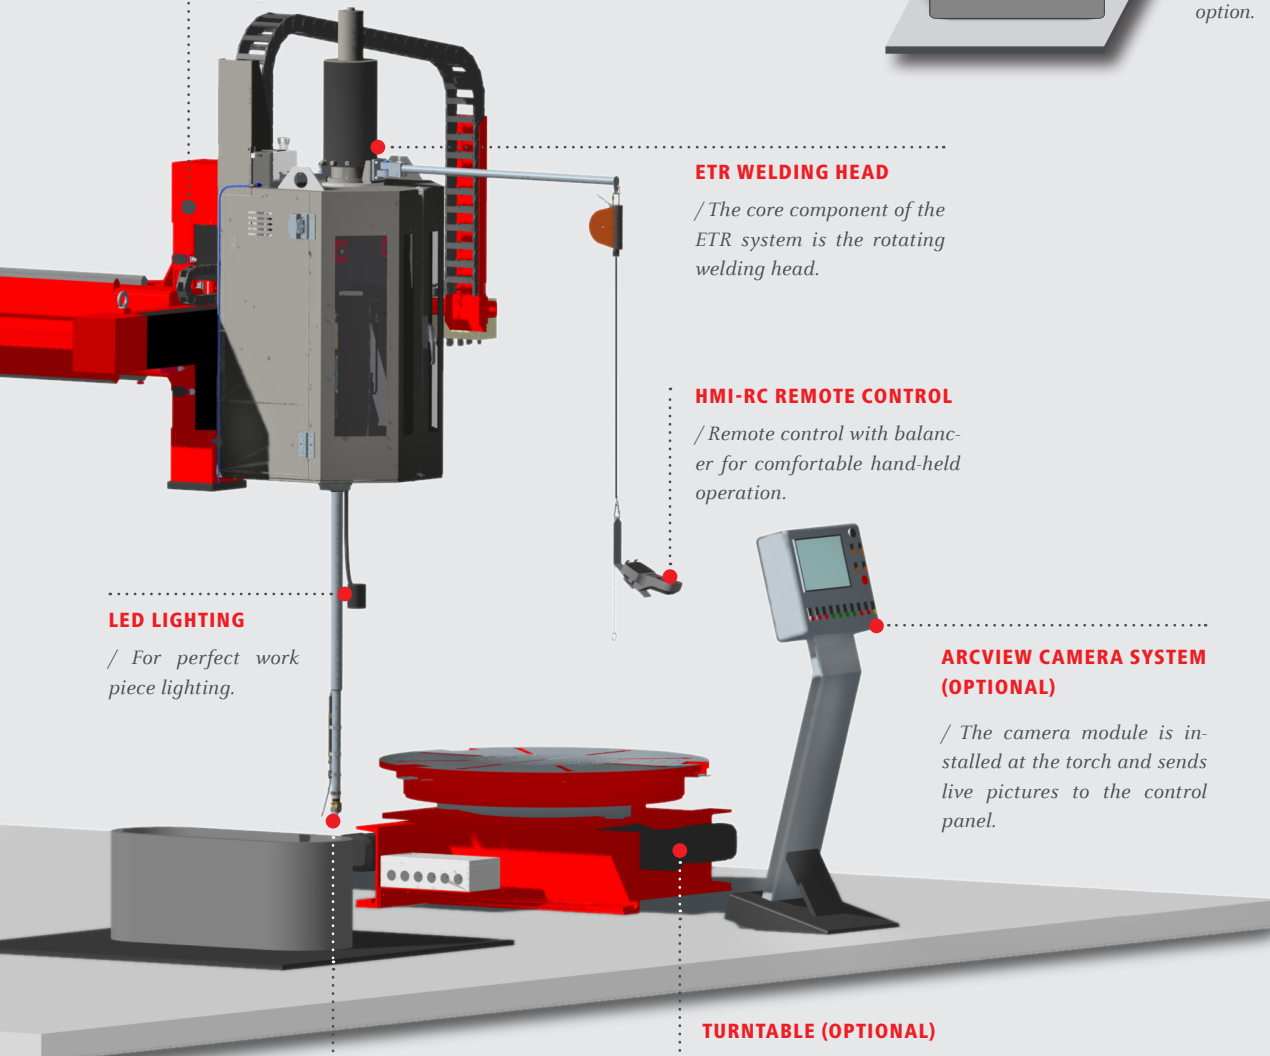 option.
ETR WELDING HEAD
/ The core component of the
ETR system is the rotating
welding head.
HMI-RC REMOTE CONTROL
/ Remote control with balanc-
er for comfortable hand-held
operation.
LED LIGHTING
/ For perfect work
piece lighting.
ARCVIEW CAMERA SYSTEM
(OPTIONAL)
/ The camera module is in-
stalled at the torch and sends
live pictures to the control
panel.
TURNTABLE (OPTIONAL)